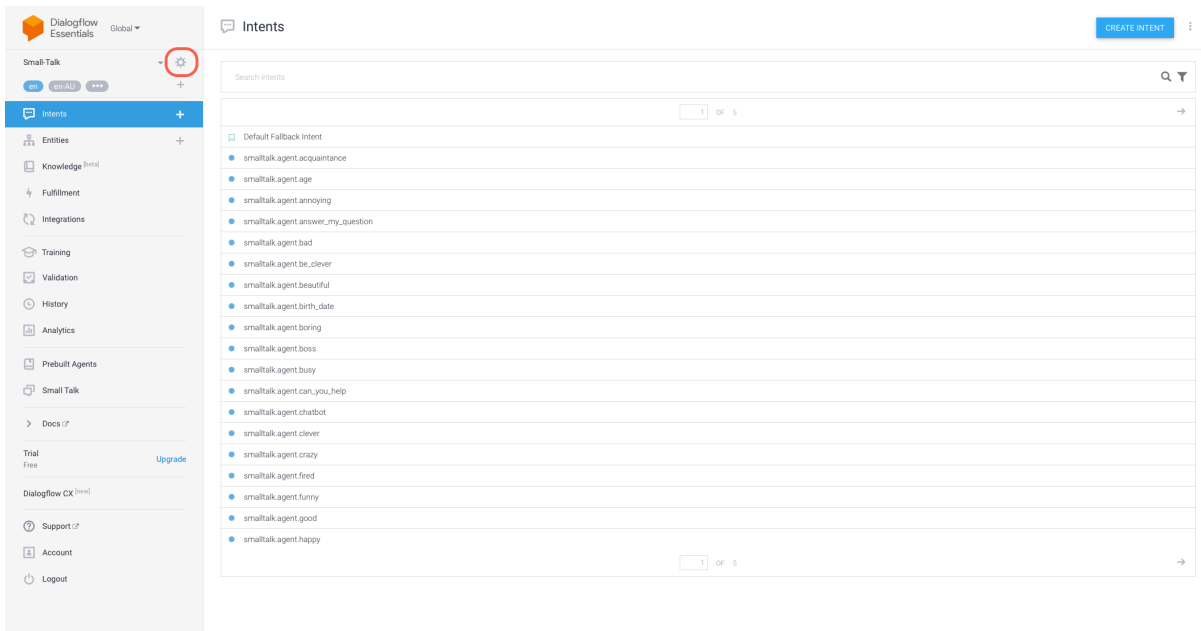 Dialogflow
Essentials
Global
Small-Talk
en en-AU •••
Intents
Entities
Knowledge [beta]
Fulfillment
Integrations
Training
Validation
History
Analytics
Prebuilt Agents
Small Talk
Docs
Trial
Free
Upgrade
Dialogflow CX [new]
Support
Account
Logout
Intents
CREATE INTENT
Search intents
1 OF 5
Default Fallback Intent
smalltalk.agent.acquaintance
smalltalk.agent.age
smalltalk.agent.annoying
smalltalk.agent.answer_my_question
smalltalk.agent.bad
smalltalk.agent.be_clever
smalltalk.agent.beautiful
smalltalk.agent.birth_date
smalltalk.agent.boring
smalltalk.agent.boss
smalltalk.agent.busy
smalltalk.agent.can_you_help
smalltalk.agent.chatbot
smalltalk.agent.clever
smalltalk.agent.crazy
smalltalk.agent.fired
smalltalk.agent.funny
smalltalk.agent.good
smalltalk.agent.happy
1 OF 5